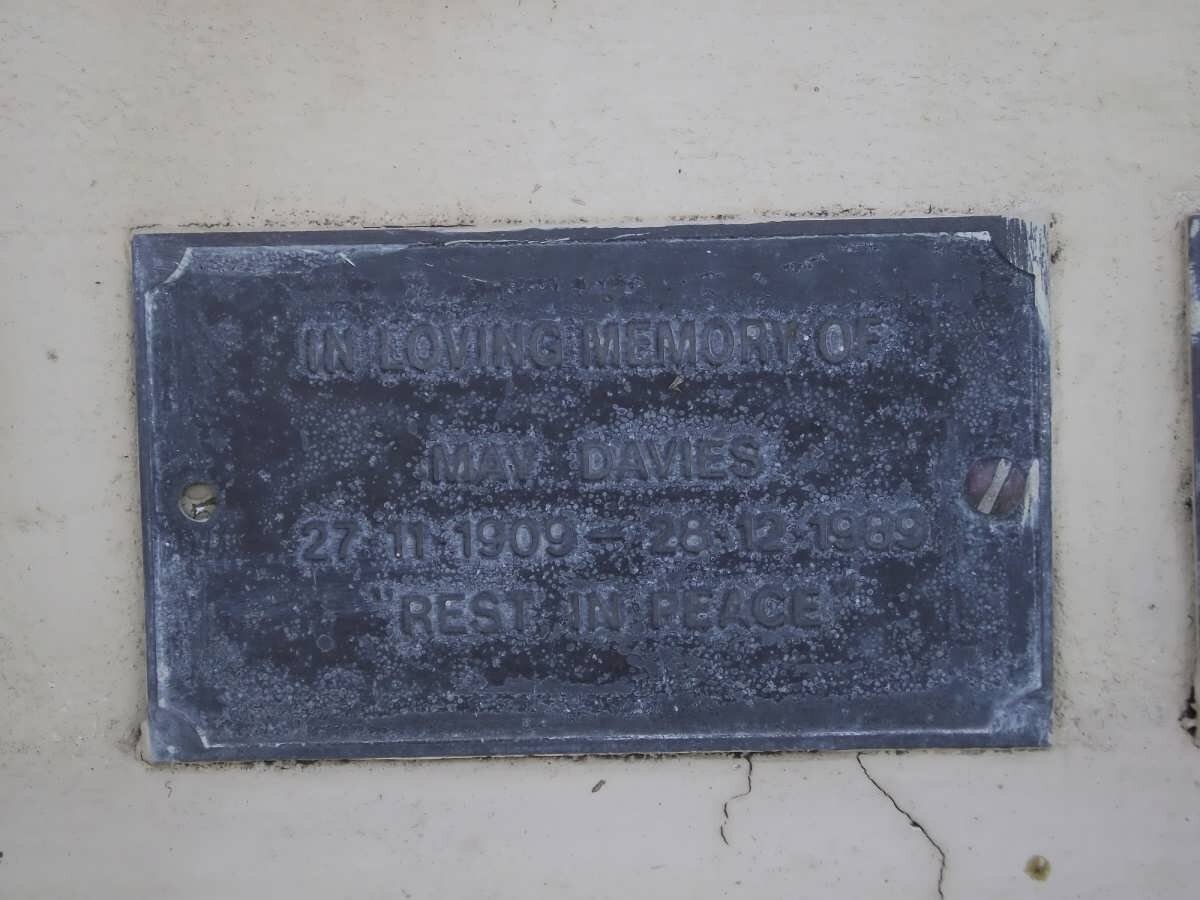 IN LOVING MEMORY OF
MAY DAVIES
27·11·1909 – 28·12·1989
"REST IN PEACE"